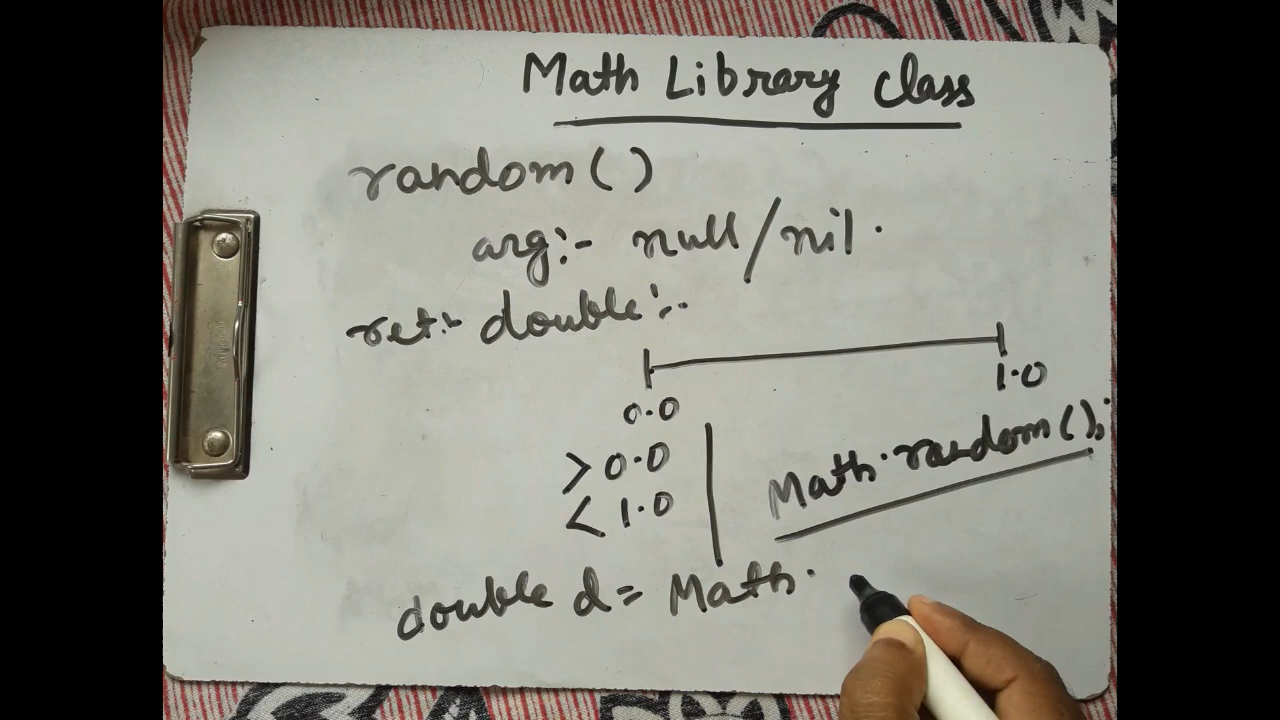 Math Library class
random()
arg:- null/nil.
ret:- double:-
0.0 1.0
>0.0
<1.0
Math.random();
double d= Math.